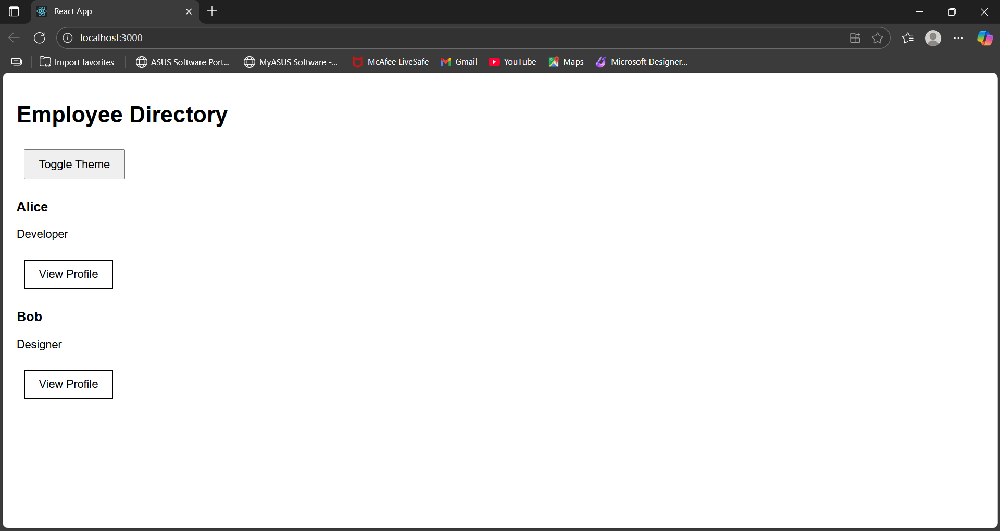 React App
localhost:3000
Import favorites
ASUS Software Port...
MyASUS Software -...
McAfee LiveSafe
Gmail
YouTube
Maps
Microsoft Designer...
Employee Directory
Toggle Theme
Alice
Developer
View Profile
Bob
Designer
View Profile